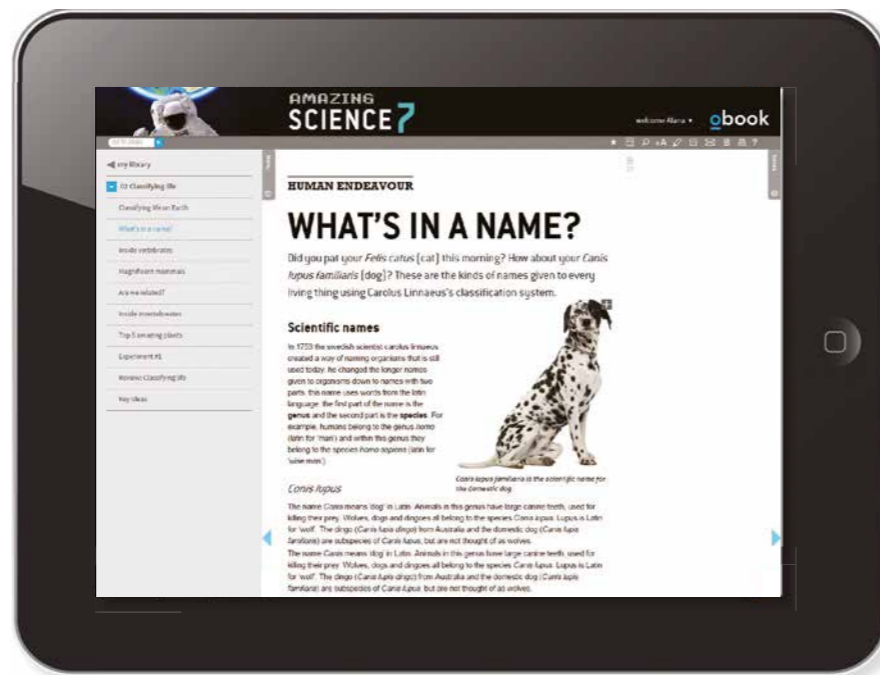 AMAZING
SCIENCE 7
welcome Alana
obook
my library
02 Classifying life
Classifying life on Earth
What's in a name?
Inside vertebrates
Magnificent mammals
Are we related?
Inside invertebrates
Top 5 amazing plants
Experiment #1
Review: Classifying life
Key ideas
HUMAN ENDEAVOUR
WHAT'S IN A NAME?
Did you pat your Felis catus (cat) this morning? How about your Canis
lupus familiaris (dog)? These are the kinds of names given to every
living thing using Carolus Linnaeus's classification system.
Scientific names
In 1753 the swedish scientist carolus linnaeus
created a way of naming organisms that is still
used today. he changed the longer names
given to organisms down to names with two
parts. this name uses words from the latin
language. the first part of the name is the
genus and the second part is the species. For
example, humans belong to the genus homo
(latin for 'man') and within this genus they
belong to the species homo sapiens (latin for
'wise man').
Canis lupus familiaris is the scientific name for
the domestic dog.
Canis lupus
The name Canis means 'dog' in Latin. Animals in this genus have large canine teeth, used for
killing their prey. Wolves, dogs and dingoes all belong to the species Canis lupus. Lupus is Latin
for 'wolf'. The dingo (Canis lupis dingo) from Australia and the domestic dog (Canis lupis
familiaris) are subspecies of Canis lupus, but are not thought of as wolves.
The name Canis means 'dog' in Latin. Animals in this genus have large canine teeth, used for
killing their prey. Wolves, dogs and dingoes all belong to the species Canis lupus. Lupus is Latin
for 'wolf'. The dingo (Canis lupis dingo) from Australia and the domestic dog (Canis lupis
familiaris) are subspecies of Canis lupus, but are not thought of as wolves.